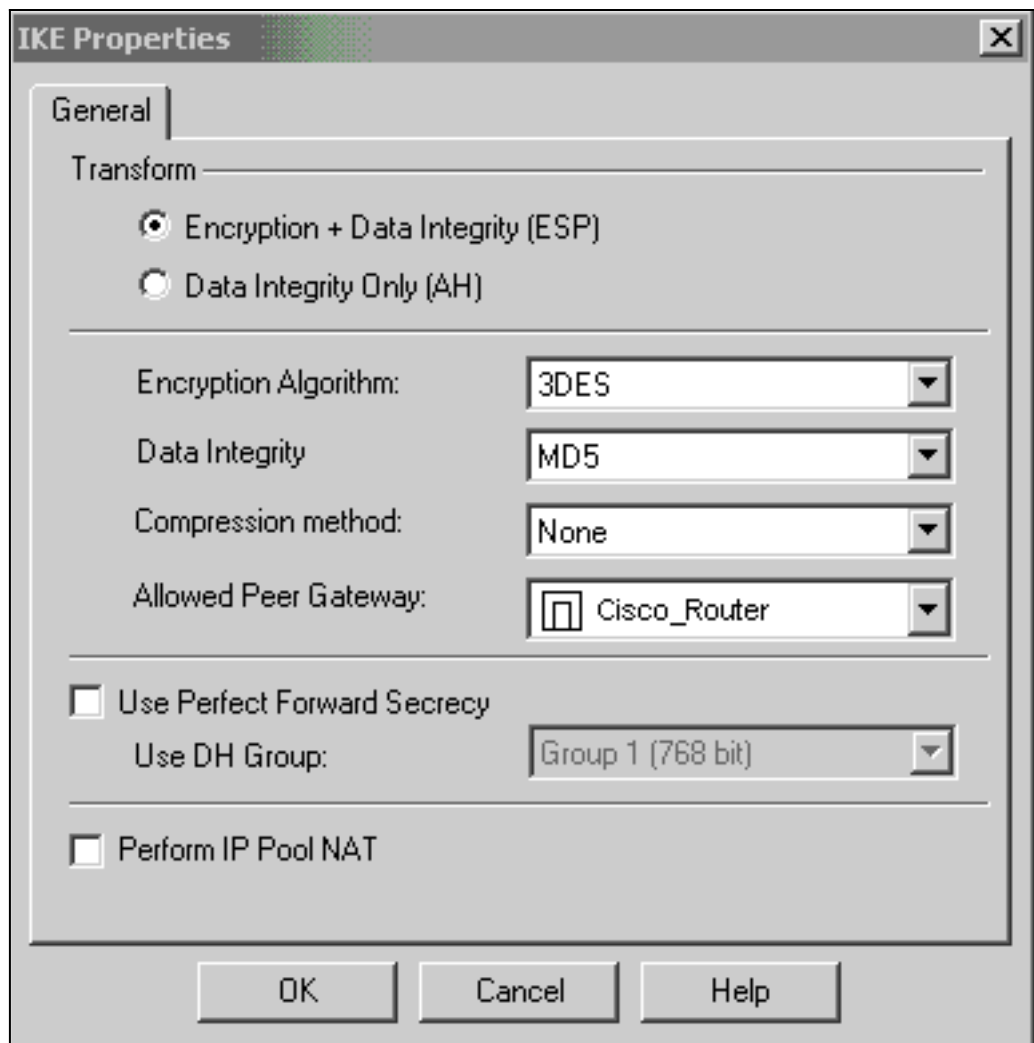 IKE Properties
General
Transform
Encryption + Data Integrity (ESP)
Data Integrity Only (AH)
Encryption Algorithm: 3DES
Data Integrity MD5
Compression method: None
Allowed Peer Gateway: Cisco_Router
Use Perfect Forward Secrecy
Use DH Group: Group 1 (768 bit)
Perform IP Pool NAT
OK Cancel Help